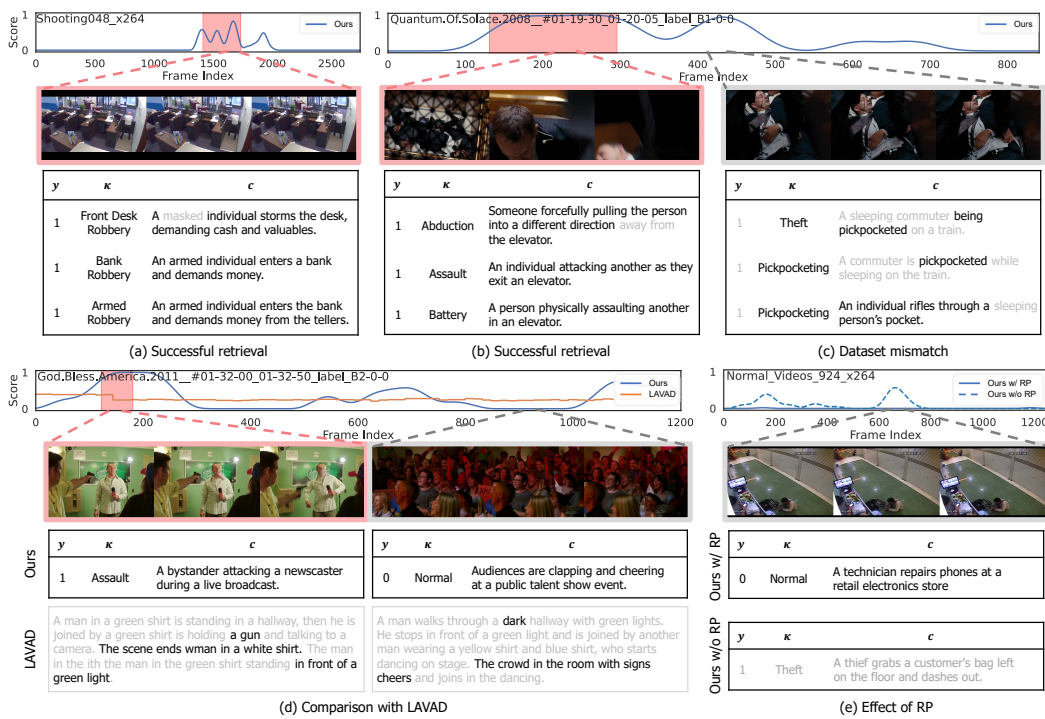 Shooting048_x264
Ours
Score
1
0
0 500 1000 1500 2000 2500
Frame Index
Quantum.Of.Solace.2008__#01-19-30_01-20-05_label_B1-0-0
Ours
1
0
0 100 200 300 400 500 600 700 800
Frame Index
y κ c
1 Front Desk Robbery A masked individual storms the desk,
demanding cash and valuables.
1 Bank Robbery An armed individual enters a bank
and demands money.
1 Armed Robbery An armed individual enters the bank
and demands money from the tellers.
(a) Successful retrieval
y κ c
1 Abduction Someone forcefully pulling the person
into a different direction away from
the elevator.
1 Assault An individual attacking another as they
exit an elevator.
1 Battery A person physically assaulting another
in an elevator.
(b) Successful retrieval
y κ c
1 Theft A sleeping commuter being
pickpocketed on a train.
1 Pickpocketing A commuter is pickpocketed while
sleeping on the train.
1 Pickpocketing An individual rifles through a sleeping
person's pocket.
(c) Dataset mismatch
God.Bless.America.2011__#01-32-00_01-32-50_label_B2-0-0
Ours
LAVAD
Score
1
0
0 200 400 600 800 1000 1200
Frame Index
Ours
y κ c
1 Assault A bystander attacking a newscaster
during a live broadcast.
y κ c
0 Normal Audiences are clapping and cheering
at a public talent show event.
LAVAD
A man in a green shirt is standing in a hallway, then he is
joined by a green shirt is holding a gun and talking to a
camera. The scene ends wman in a white shirt. The man
in the ith the man in the green shirt standing in front of a
green light.
A man walks through a dark hallway with green lights.
He stops in front of a green light and is joined by another
man wearing a yellow shirt and blue shirt, who starts
dancing on stage. The crowd in the room with signs
cheers and joins in the dancing.
(d) Comparison with LAVAD
Normal_Videos_924_x264
Ours w/ RP
Ours w/o RP
1
0
0 200 400 600 800 1000 1200
Frame Index
Ours w/ RP
y κ c
0 Normal A technician repairs phones at a
retail electronics store
Ours w/o RP
y κ c
1 Theft A thief grabs a customer's bag left
on the floor and dashes out.
(e) Effect of RP